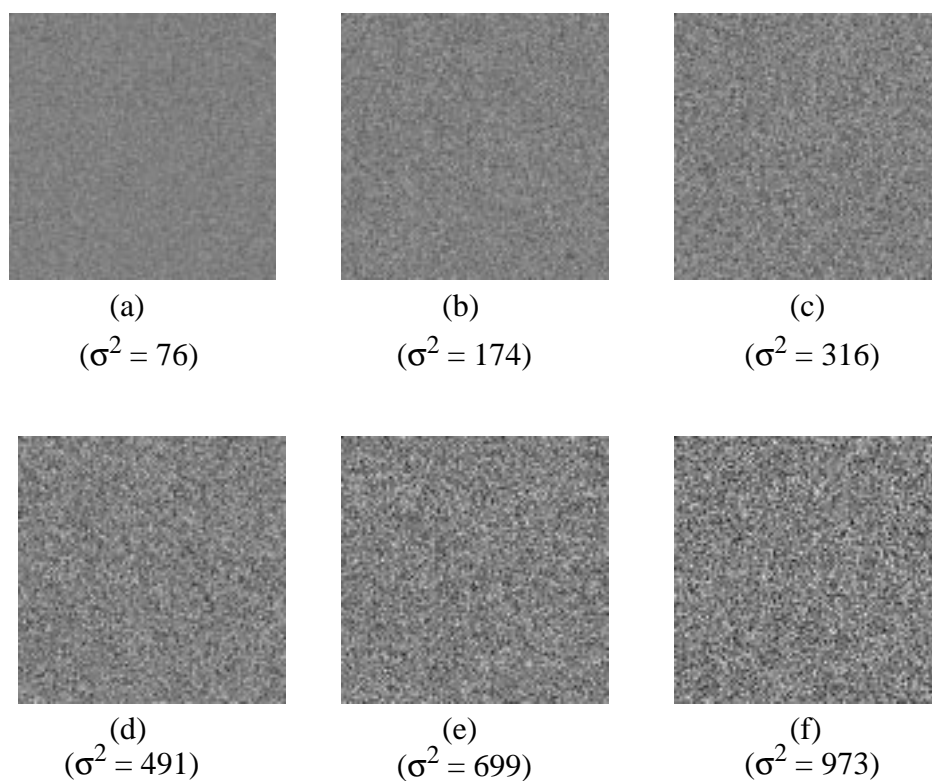 (a) (b) (c)
(σ² = 76) (σ² = 174) (σ² = 316)
(d) (e) (f)
(σ² = 491) (σ² = 699) (σ² = 973)